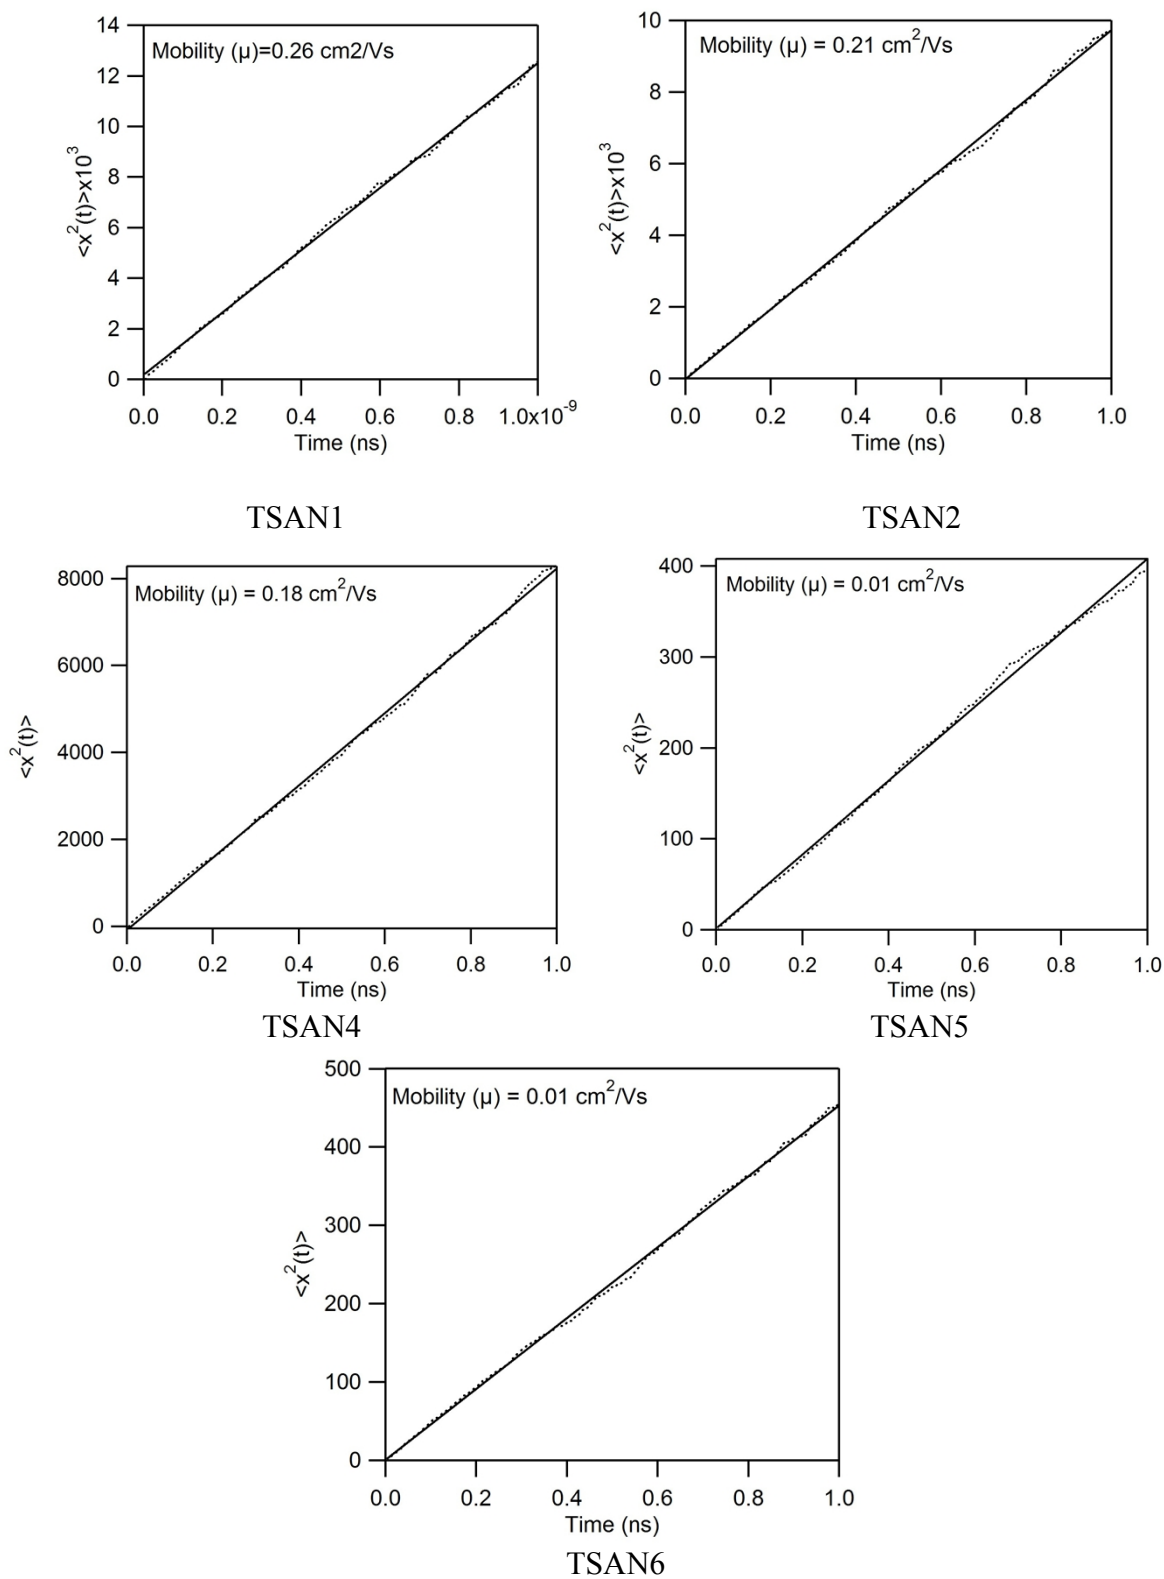 14
Mobility (μ)=0.26 cm2/Vs
12
10
8
6
4
2
0
<x²(t)>x10³
0.0 0.2 0.4 0.6 0.8 1.0x10⁻⁹
Time (ns)
TSAN1
10
Mobility (μ) = 0.21 cm²/Vs
8
6
4
2
0
<x²(t)>x10³
0.0 0.2 0.4 0.6 0.8 1.0
Time (ns)
TSAN2
8000
Mobility (μ) = 0.18 cm²/Vs
6000
4000
2000
0
<x²(t)>
0.0 0.2 0.4 0.6 0.8 1.0
Time (ns)
TSAN4
400
Mobility (μ) = 0.01 cm²/Vs
300
200
100
0
<x²(t)>
0.0 0.2 0.4 0.6 0.8 1.0
Time (ns)
TSAN5
500
Mobility (μ) = 0.01 cm²/Vs
400
300
200
100
0
<x²(t)>
0.0 0.2 0.4 0.6 0.8 1.0
Time (ns)
TSAN6